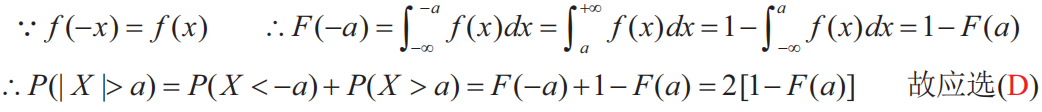 ∵ f(−x) = f(x)  ∴ F(−a) = ∫_{−∞}^{−a} f(x)dx = ∫_{a}^{+∞} f(x)dx = 1 − ∫_{−∞}^{a} f(x)dx = 1 − F(a)
∴ P(| X |> a) = P(X < −a) + P(X > a) = F(−a) + 1 − F(a) = 2[1 − F(a)]  故应选(D)